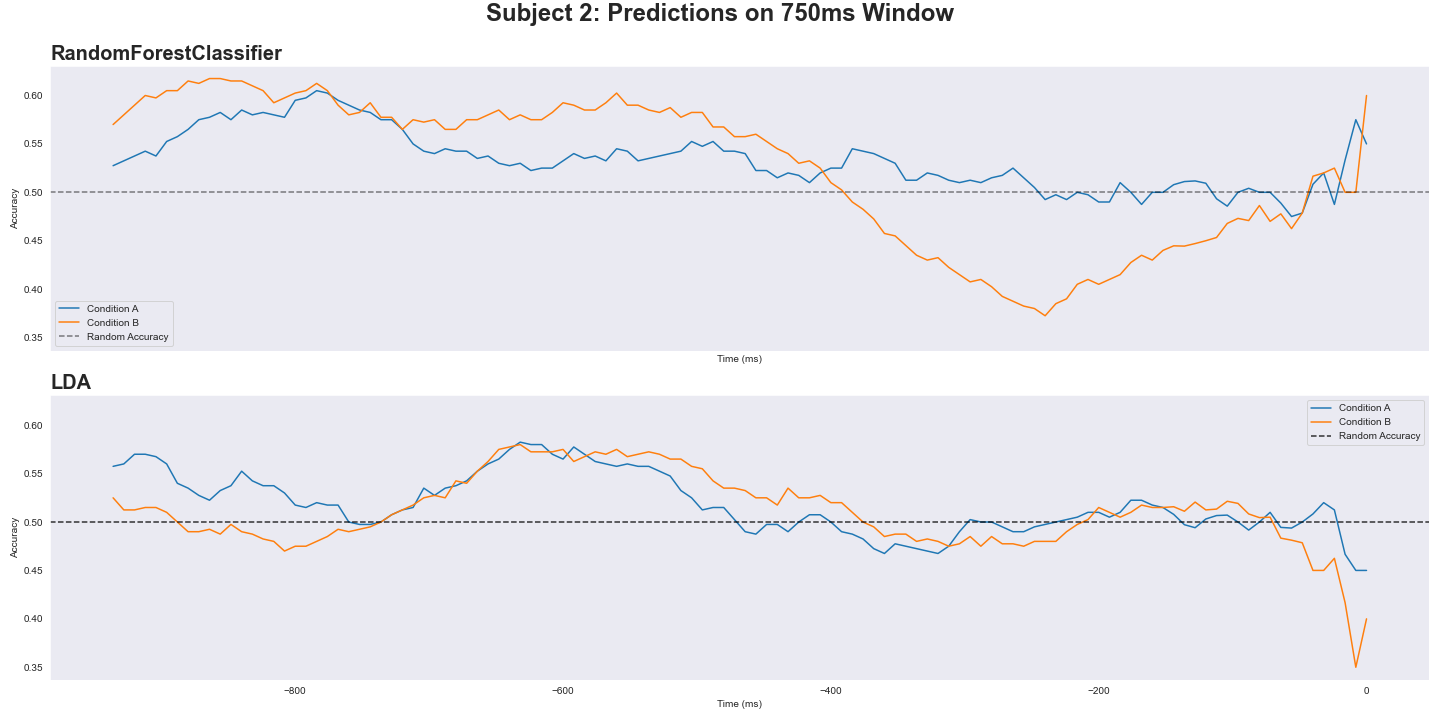 Subject 2: Predictions on 750ms Window
RandomForestClassifier
0.60
0.55
0.50
0.45
0.40
0.35
Accuracy
Condition A
Condition B
Random Accuracy
Time (ms)
LDA
0.60
0.55
0.50
0.45
0.40
0.35
Accuracy
Condition A
Condition B
Random Accuracy
−800 −600 −400 −200 0
Time (ms)